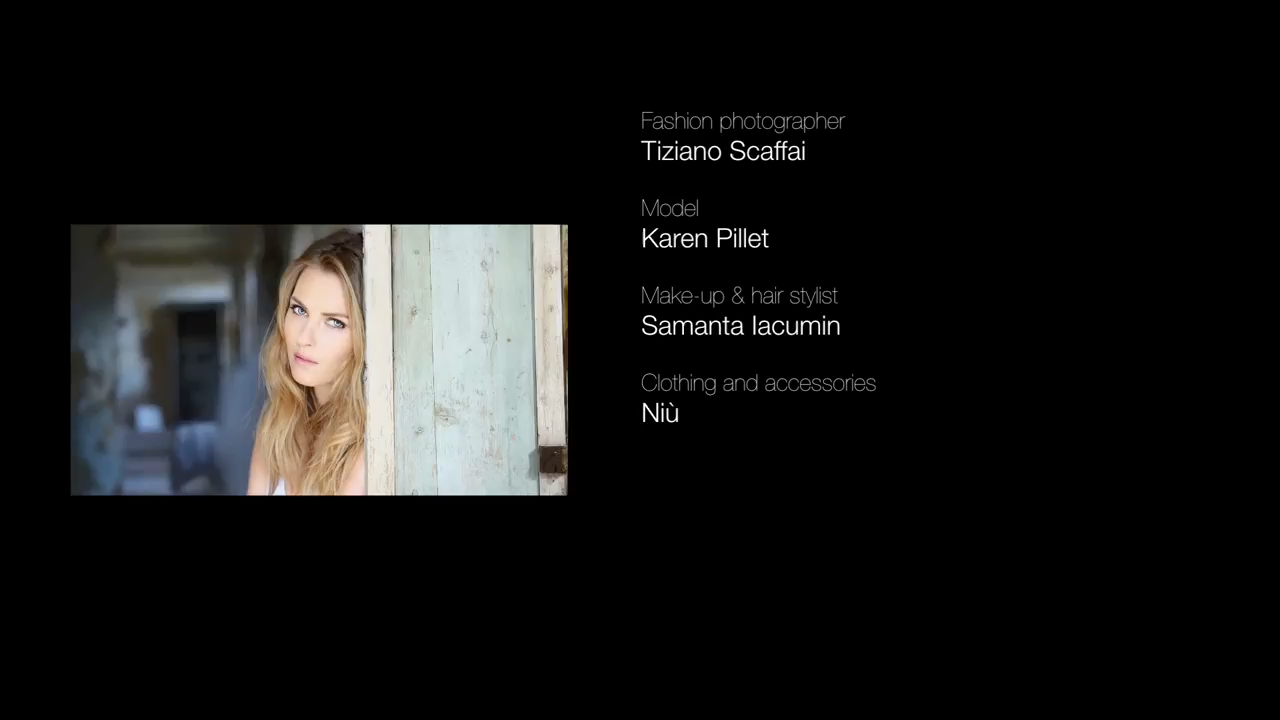 Fashion photographer
Tiziano Scaffai
Model
Karen Pillet
Make-up & hair stylist
Samanta Iacumin
Clothing and accessories
Niù